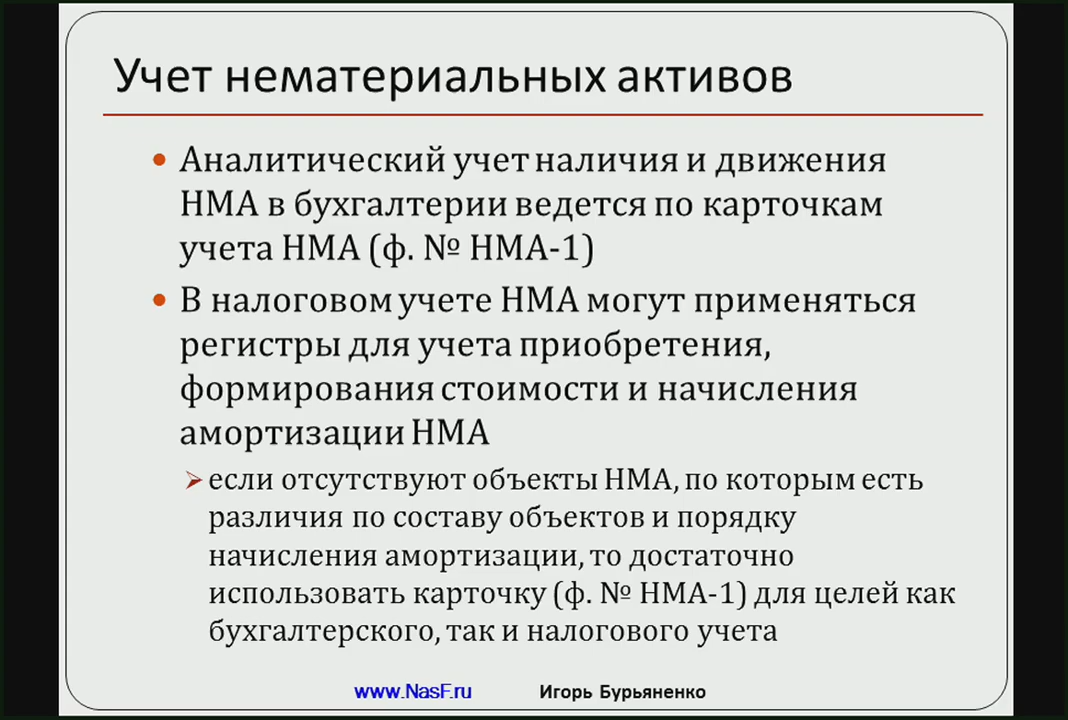 Учет нематериальных активов
Аналитический учет наличия и движения
НМА в бухгалтерии ведется по карточкам
учета НМА (ф. № НМА-1)
В налоговом учете НМА могут применяться
регистры для учета приобретения,
формирования стоимости и начисления
амортизации НМА
если отсутствуют объекты НМА, по которым есть
различия по составу объектов и порядку
начисления амортизации, то достаточно
использовать карточку (ф. № НМА-1) для целей как
бухгалтерского, так и налогового учета
www.NasF.ru Игорь Бурьяненко